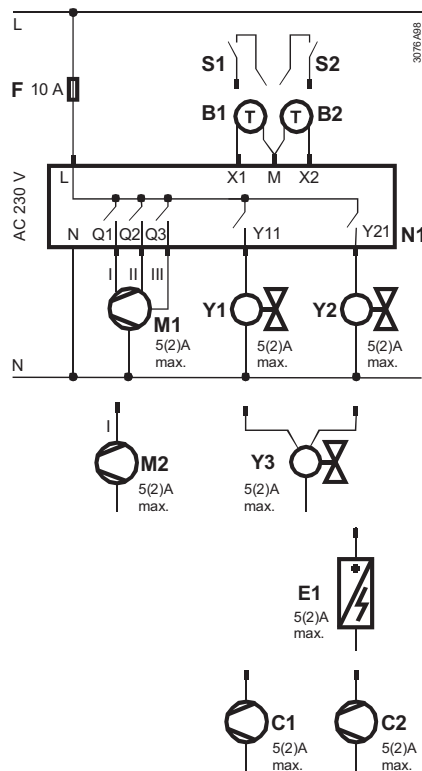 L
3076A98
S1 S2
F 10 A
B1 T T B2
AC 230 V
L X1 M X2
N Q1 Q2 Q3 Y11 Y21 N1
I II III
M1 Y1 Y2
5(2)A 5(2)A 5(2)A
max. max. max.
N
I
M2 Y3
5(2)A 5(2)A
max. max.
E1
5(2)A
max.
C1 C2
5(2)A 5(2)A
max. max.